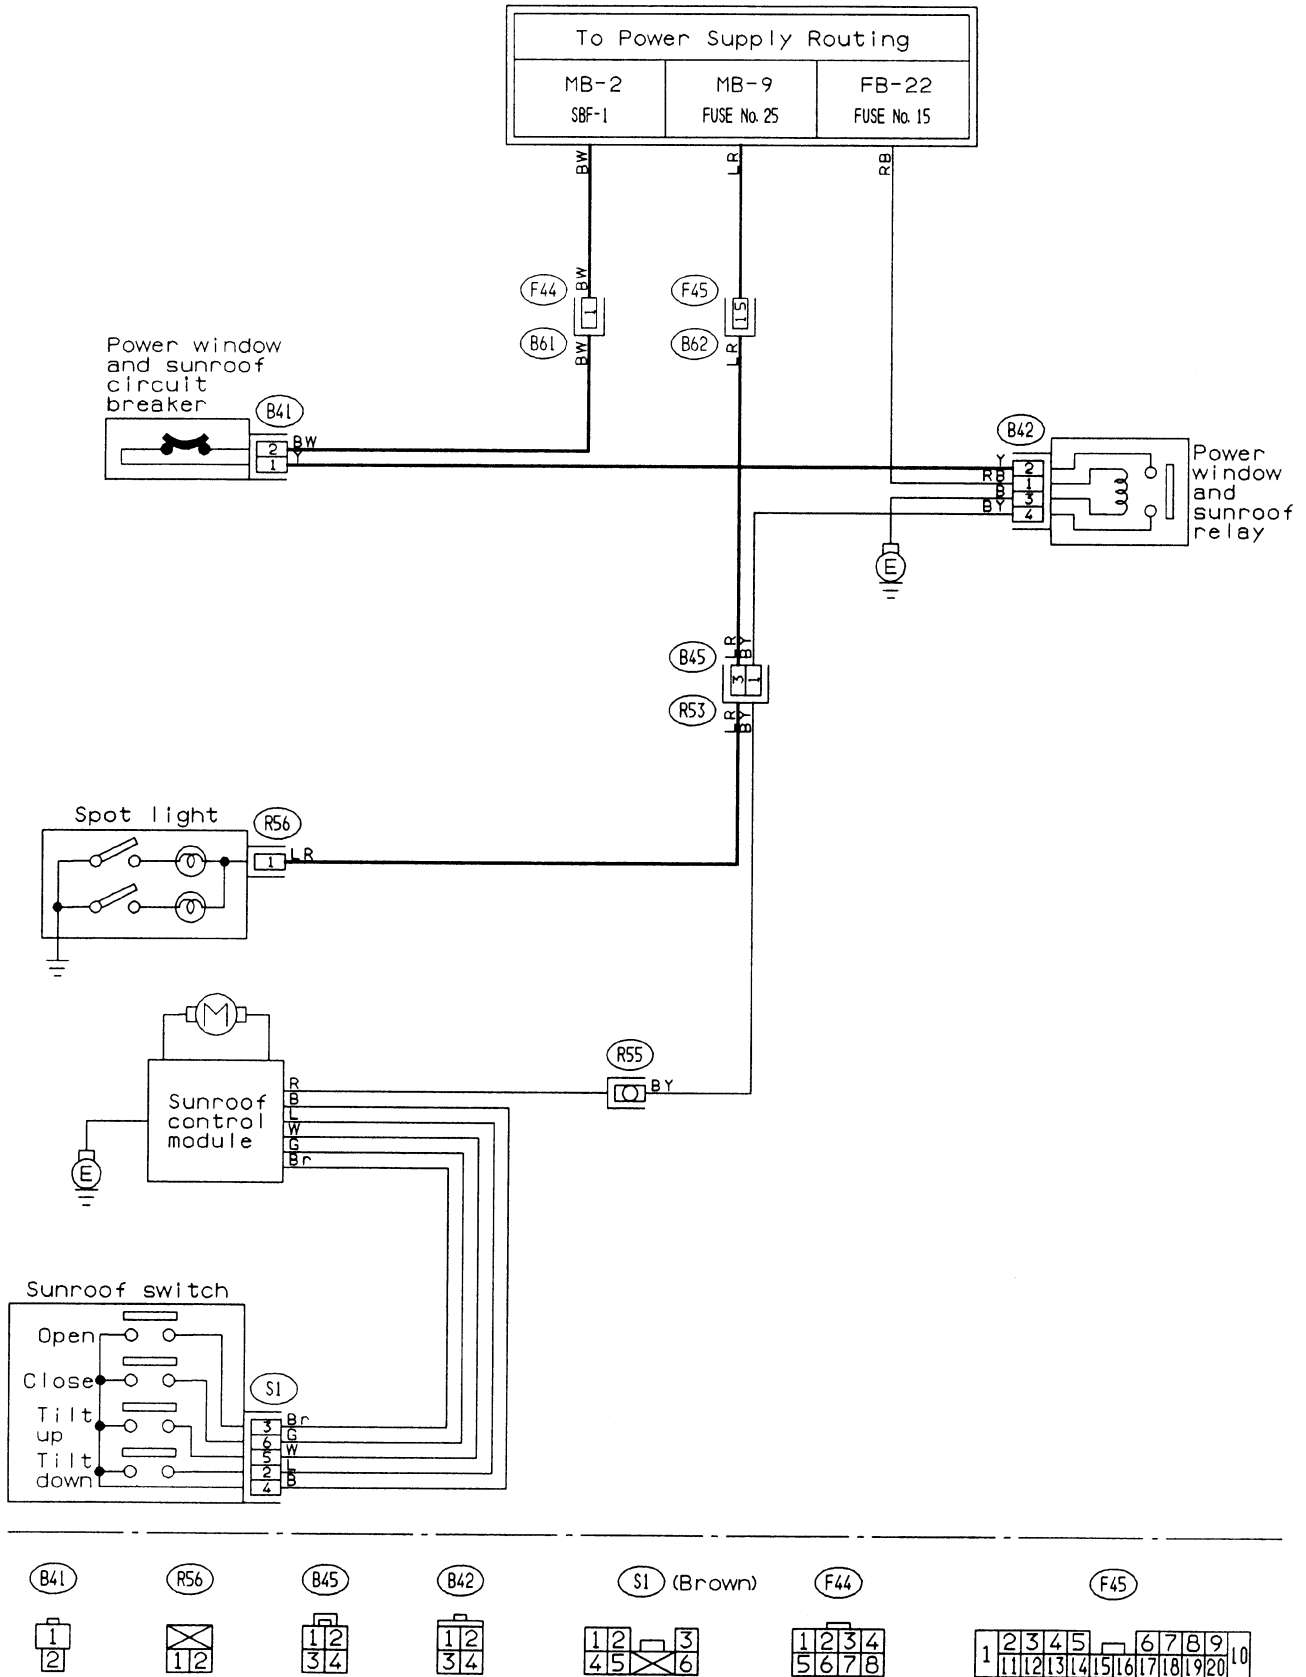 To Power Supply Routing
MB-2 MB-9 FB-22
SBF-1 FUSE No. 25 FUSE No. 15
BW LR RB
BW
F44 F45
1 15
B61 B62
BW LR
Power window
and sunroof
circuit
breaker
B41
2 BW
1 Y
B42
Y 2
RB 1
B 3
BY 4
Power
window
and
sunroof
relay
E
LR BY
B45
3 1
R53
LR BY
Spot light
R56
1 LR
M
R55
BY
Sunroof
control
module
R
B
L
W
G
Br
E
Sunroof switch
Open
Close
Tilt
up
Tilt
down
S1
3 Br
6 G
5 W
2 L
4 B
B41 R56 B45 B42 S1 (Brown) F44 F45
1
2
1 2
1 2
3 4
1 2
3 4
1 2 3
4 5 6
1 2 3 4
5 6 7 8
1 2 3 4 5 6 7 8 9 10
11 12 13 14 15 16 17 18 19 20